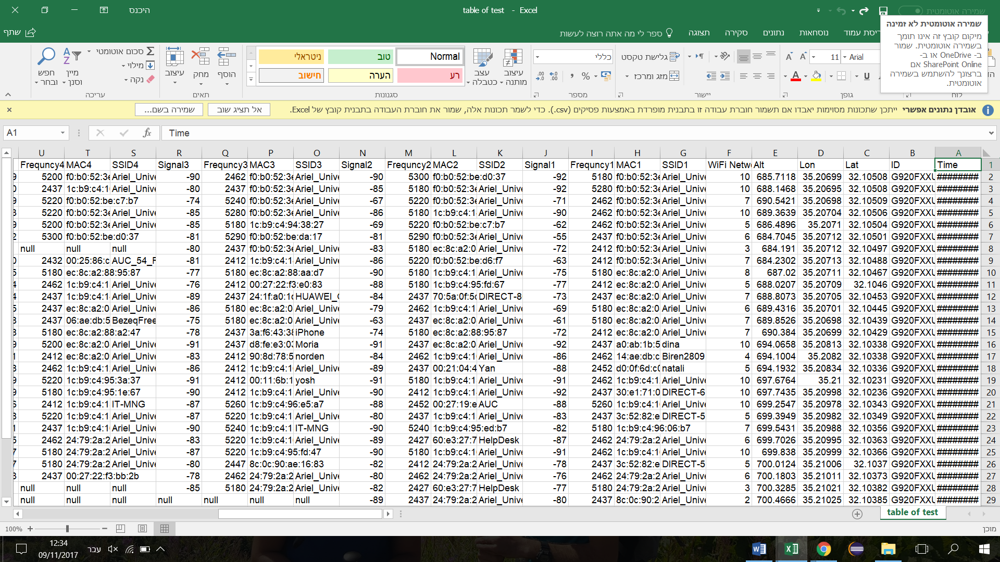 שמירה אוטומטית
table of test - Excel
היכנס
שמירה אוטומטית לא זמינה
מיקום קובץ זה אינו תומך
בשמירה אוטומטית. שמור
ב- OneDrive או ב-
SharePoint Online אם
ברצונך להשתמש בשמירה
אוטומטית.
נוסחאות נתונים סקירה תצוגה ספר לי מה אתה רוצה לעשות שתף
Arial 11 גלישת טקסט כללי
מזג ומרכז
עיצוב מותנה
עצב כטבלה
Normal טוב ניטראלי
רע הערה חישוב
הוסף מחק עיצוב
סכום אוטומטי
מילוי
נקה
מיין וסנן
חפש ובחר
לוח גופן יישור מספר סגנונות תאים עריכה
אובדן נתונים אפשרי ייתכן שתכונות מסוימות יאבדו אם תשמור חוברת עבודה זו בתבנית מופרדת באמצעות פסיקים (csv.). כדי לשמר תכונות אלה, שמור את חוברת העבודה בתבנית קובץ של Excel.
אל תציג שוב שמירה בשם...
A1 fx Time
U T S R Q P O N M L K J I H G F E D C B A
Frequncy4 MAC4 SSID4 Signal3 Frequncy3 MAC3 SSID3 Signal2 Frequncy2 MAC2 SSID2 Signal1 Frequncy1 MAC1 SSID1 WiFi Netw Alt Lon Lat ID Time 1
5200 f0:b0:52:3e Ariel_Unive -90 2462 f0:b0:52:3e Ariel_Unive -90 5300 f0:b0:52:be:d0:37 -92 5180 f0:b0:52:3e Ariel_Unive 10 685.7118 35.20699 32.10508 G920FXXU ######## 2
2437 1c:b9:c4:1 Ariel_Unive -80 2437 f0:b0:52:3e Ariel_Unive -85 5180 f0:b0:52:3e Ariel_Unive -92 5280 f0:b0:52:3e Ariel_Unive 10 688.1468 35.20695 32.10508 G920FXXU ######## 3
5220 f0:b0:52:be:c7:b7 -74 5240 f0:b0:52:3e Ariel_Unive -67 5220 f0:b0:52:3e Ariel_Unive -71 2462 f0:b0:52:3e Ariel_Unive 7 690.5421 35.20698 32.10509 G920FXXU ######## 4
5220 f0:b0:52:3e Ariel_Unive -85 5280 f0:b0:52:3e Ariel_Unive -86 5180 1c:b9:c4:1 Ariel_Unive -90 2462 f0:b0:52:3e Ariel_Unive 10 689.3639 35.20704 32.10506 G920FXXU ######## 5
5200 f0:b0:52:3e Ariel_Unive -85 5180 1c:b9:c4:94:38:27 -69 5220 f0:b0:52:be:c7:b7 -62 2462 f0:b0:52:3e Ariel_Unive 5 686.4896 35.2071 32.10504 G920FXXU ######## 6
5300 f0:b0:52:be:d0:37 -81 5290 f0:b0:52:be:da:17 -81 5290 f0:b0:52:3e Ariel_Unive -55 2437 f0:b0:52:3e Ariel_Unive 6 684.7045 35.20712 32.10501 G920FXXU ######## 7
null null null -80 2437 f0:b0:52:3e Ariel_Unive -83 5180 ec:8c:a2:0 Ariel_Unive -72 2412 f0:b0:52:3e Ariel_Unive 3 684.191 35.20712 32.10497 G920FXXU ######## 8
2432 00:25:86:c AUC_54_F -81 2412 1c:b9:c4:1 Ariel_Unive -86 5220 f0:b0:52:be:d6:f7 -63 2412 f0:b0:52:3e Ariel_Unive 7 684.2302 35.20713 32.10488 G920FXXU ######## 9
5180 ec:8c:a2:88:95:87 -77 5180 ec:8c:a2:88:aa:d7 -90 5180 1c:b9:c4:1 Ariel_Unive -75 5180 ec:8c:a2:0 Ariel_Unive 8 687.02 35.20711 32.10467 G920FXXU ######## 10
2462 1c:b9:c4:1 Ariel_Unive -76 2412 00:27:22:f3:e0:83 -88 5180 1c:b9:c4:95:fd:67 -77 2412 ec:8c:a2:0 Ariel_Unive 5 688.0207 35.20709 32.1046 G920FXXU ######## 11
2437 1c:b9:c4:1 Ariel_Unive -89 2437 24:1f:a0:1 HUAWEI_ -84 2437 70:5a:0f:5 DIRECT-8 -73 2437 ec:8c:a2:0 Ariel_Unive 7 688.8073 35.20705 32.10453 G920FXXU ######## 12
2437 ec:8c:a2:0 Ariel_Unive -86 5180 ec:8c:a2:0 Ariel_Unive -79 2462 1c:b9:c4:1 Ariel_Unive -69 5180 ec:8c:a2:0 Ariel_Unive 6 689.4316 35.20701 32.10445 G920FXXU ######## 13
2437 06:ae:db:5 BezeqFree -75 5180 ec:8c:a2:0 Ariel_Unive -63 2437 ec:8c:a2:0 Ariel_Unive -61 5180 ec:8c:a2:0 Ariel_Unive 7 689.8526 35.20698 32.10439 G920FXXU ######## 14
5180 ec:8c:a2:88:a2:47 -78 2437 3a:f6:43:38 iPhone -74 5180 ec:8c:a2:88:95:87 -72 2412 ec:8c:a2:0 Ariel_Unive 7 690.384 35.20699 32.10429 G920FXXU ######## 15
5200 ec:8c:a2:0 Ariel_Unive -91 2437 d8:fe:e3:03 Moria -91 2437 ec:8c:a2:0 Ariel_Unive -92 2437 a0:ab:1b:5 dina 10 694.0658 35.20813 32.10338 G920FXXU ######## 16
2412 ec:8c:a2:0 Ariel_Unive -83 2412 90:8d:78:5 norden -84 2462 1c:b9:c4:1 Ariel_Unive -86 2462 14:ae:db:c Biren2809 4 694.1004 35.2082 32.10338 G920FXXU ######## 17
2462 1c:b9:c4:1 Ariel_Unive -86 2412 1c:b9:c4:1 Ariel_Unive -89 2437 00:21:04:4 Yan -88 2452 d0:0f:6d:c0 natali 5 694.1932 35.20834 32.10336 G920FXXU ######## 18
5220 1c:b9:c4:95:3a:37 -91 2412 00:11:6b:1 yosh -91 5180 1c:b9:c4:1 Ariel_Unive -91 2462 1c:b9:c4:1 Ariel_Unive 10 697.6764 35.21 32.10231 G920FXXU ######## 19
5180 1c:b9:c4:95:1e:67 -90 2412 1c:b9:c4:1 Ariel_Unive -90 2412 1c:b9:c4:1 Ariel_Unive -92 2437 30:e1:71:0 DIRECT-6 10 697.7435 35.20998 32.10236 G920FXXU ######## 20
2412 1c:b9:c4:1 IT-MNG -87 5260 1c:b9:c4:96:e5:a7 -88 2452 00:27:19:e AUC -88 5260 1c:b9:c4:1 Ariel_Unive 10 699.2547 35.20978 32.10343 G920FXXU ######## 21
5220 1c:b9:c4:1 Ariel_Unive -87 5220 1c:b9:c4:1 Ariel_Unive -80 2437 1c:b9:c4:1 Ariel_Unive -83 2437 3c:52:82:e DIRECT-5 5 699.3949 35.20982 32.10349 G920FXXU ######## 22
2437 1c:b9:c4:1 Ariel_Unive -90 5240 1c:b9:c4:1 IT-MNG -90 5240 1c:b9:c4:95:ed:b7 -82 5180 1c:b9:c4:96:06:b7 7 699.5431 35.20988 32.10356 G920FXXU ######## 23
2462 24:79:2a:2 Ariel_Unive -83 5220 1c:b9:c4:1 Ariel_Unive -89 2427 60:e3:27:7 HelpDesk -87 2462 24:79:2a:2 Ariel_Unive 6 699.7026 35.20995 32.10363 G920FXXU ######## 24
5180 24:79:2a:2 Ariel_Unive -87 5220 1c:b9:c4:95:fd:47 -90 5180 1c:b9:c4:1 Ariel_Unive -91 2462 1c:b9:c4:1 Ariel_Unive 10 699.838 35.20999 32.10366 G920FXXU ######## 25
5180 24:79:2a:2 Ariel_Unive -80 2447 8c:0c:90:ae:16:83 -82 2412 24:79:2a:2 Ariel_Unive -78 2437 3c:52:82:e DIRECT-5 5 700.0124 35.21006 32.1037 G920FXXU ######## 26
2437 00:27:22:f3:bb:2b -78 2462 24:79:2a:2 Ariel_Unive -80 2462 24:79:2a:2 Ariel_Unive -76 2462 24:79:2a:2 Ariel_Unive 6 700.1803 35.21011 32.10373 G920FXXU ######## 27
null null null -85 5180 24:79:2a:2 Ariel_Unive -82 2427 60:e3:27:7 HelpDesk -77 5180 24:79:2a:2 Ariel_Unive 3 700.3285 35.21021 32.10382 G920FXXU ######## 28
null null null null null null null -89 2437 24:79:2a:2 Ariel_Unive -80 2437 8c:0c:90:2 Ariel_Unive 2 700.4666 35.21025 32.10385 G920FXXU ######## 29
table of test
מוכן 100%
12:34
עבר
09/11/2017